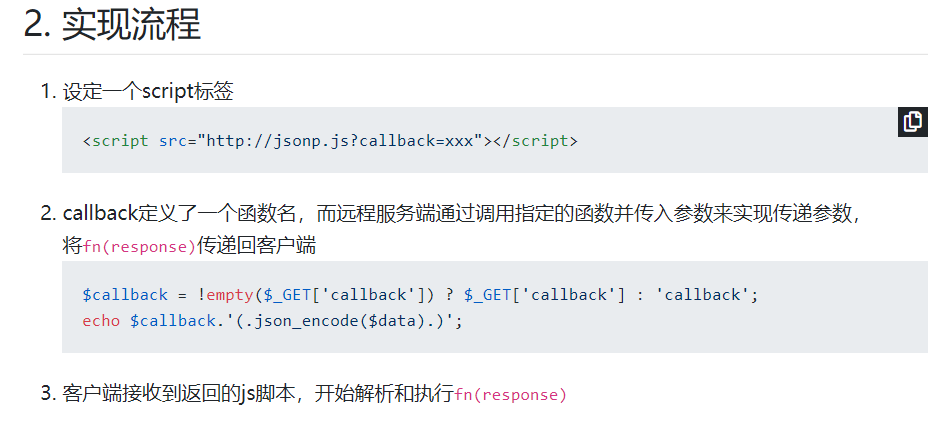 2. 实现流程
1. 设定一个script标签
<script src="http://jsonp.js?callback=xxx"></script>
2. callback定义了一个函数名，而远程服务端通过调用指定的函数并传入参数来实现传递参数，
将fn(response)传递回客户端
$callback = !empty($_GET['callback']) ? $_GET['callback'] : 'callback';
echo $callback.'(.json_encode($data).)';
3. 客户端接收到返回的js脚本，开始解析和执行fn(response)